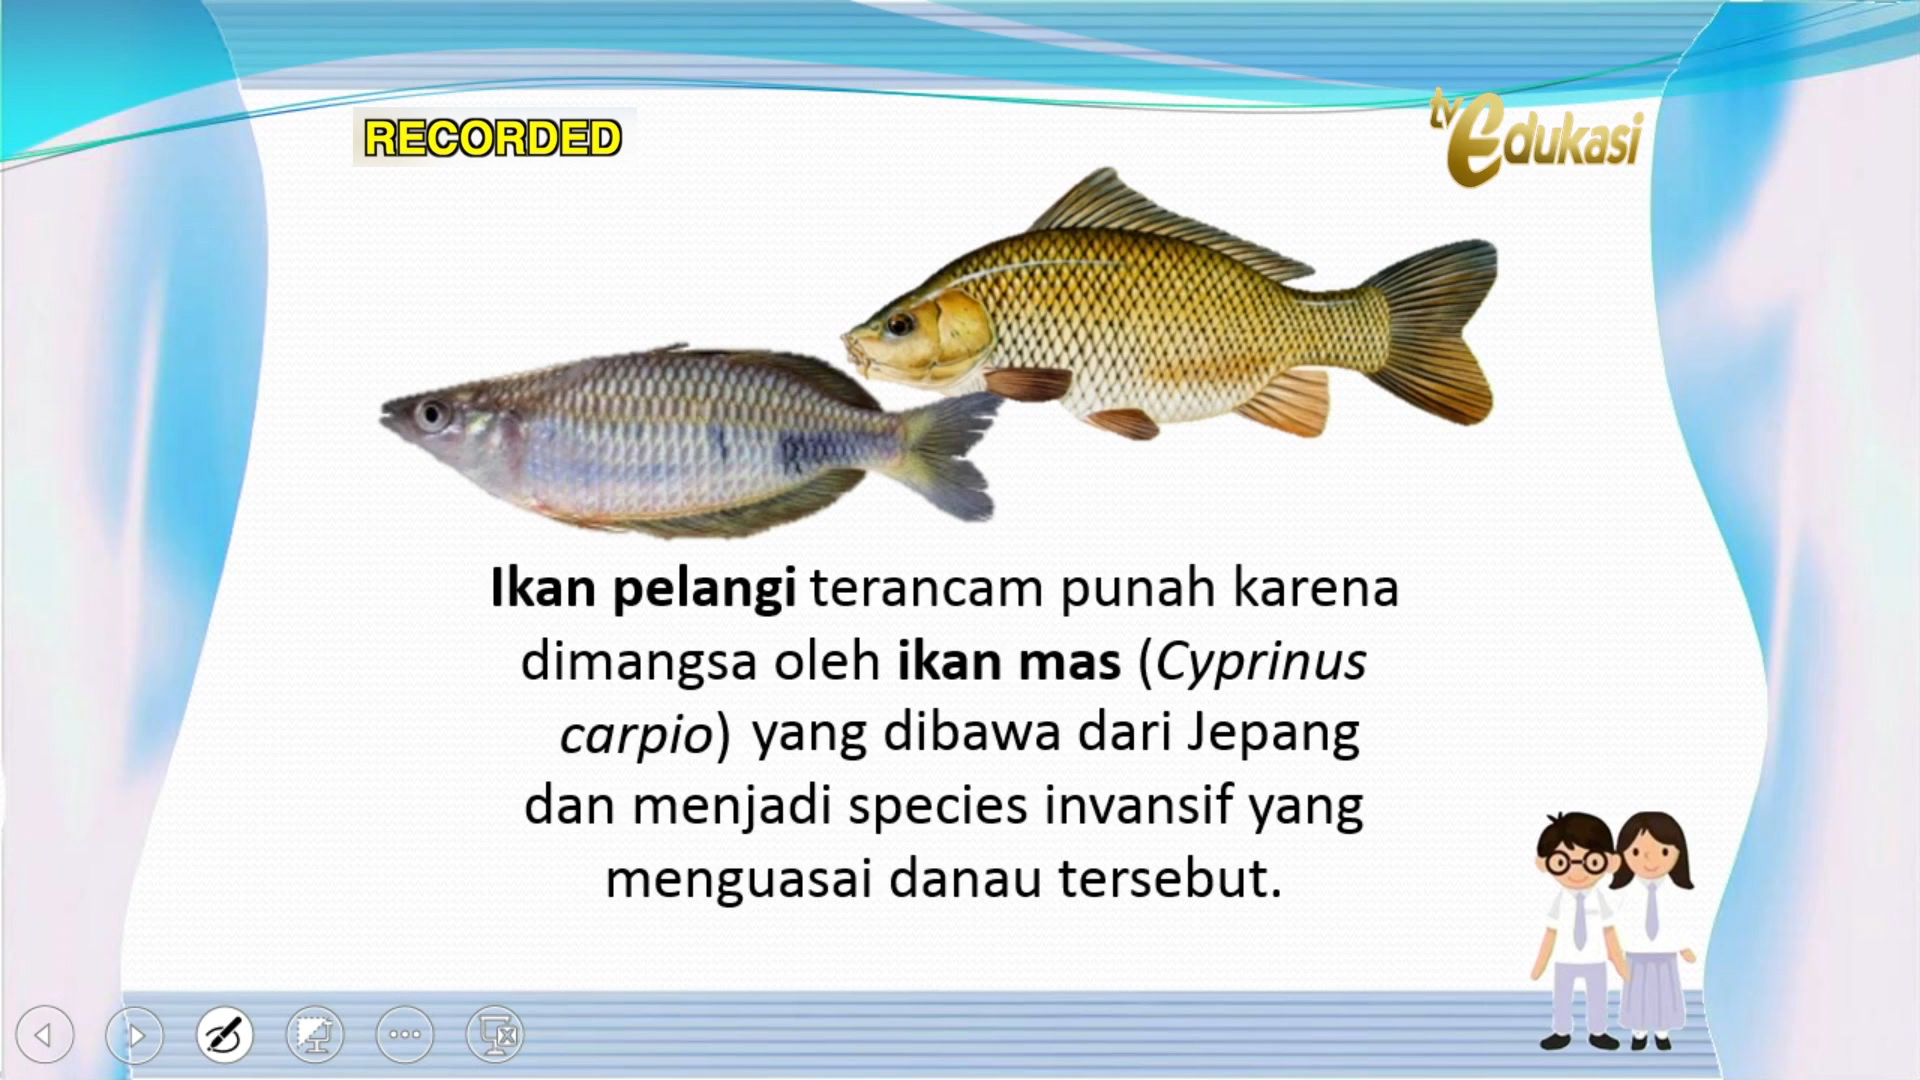 RECORDED
tv Edukasi
Ikan pelangi terancam punah karena
dimangsa oleh ikan mas (Cyprinus
carpio) yang dibawa dari Jepang
dan menjadi species invansif yang
menguasai danau tersebut.